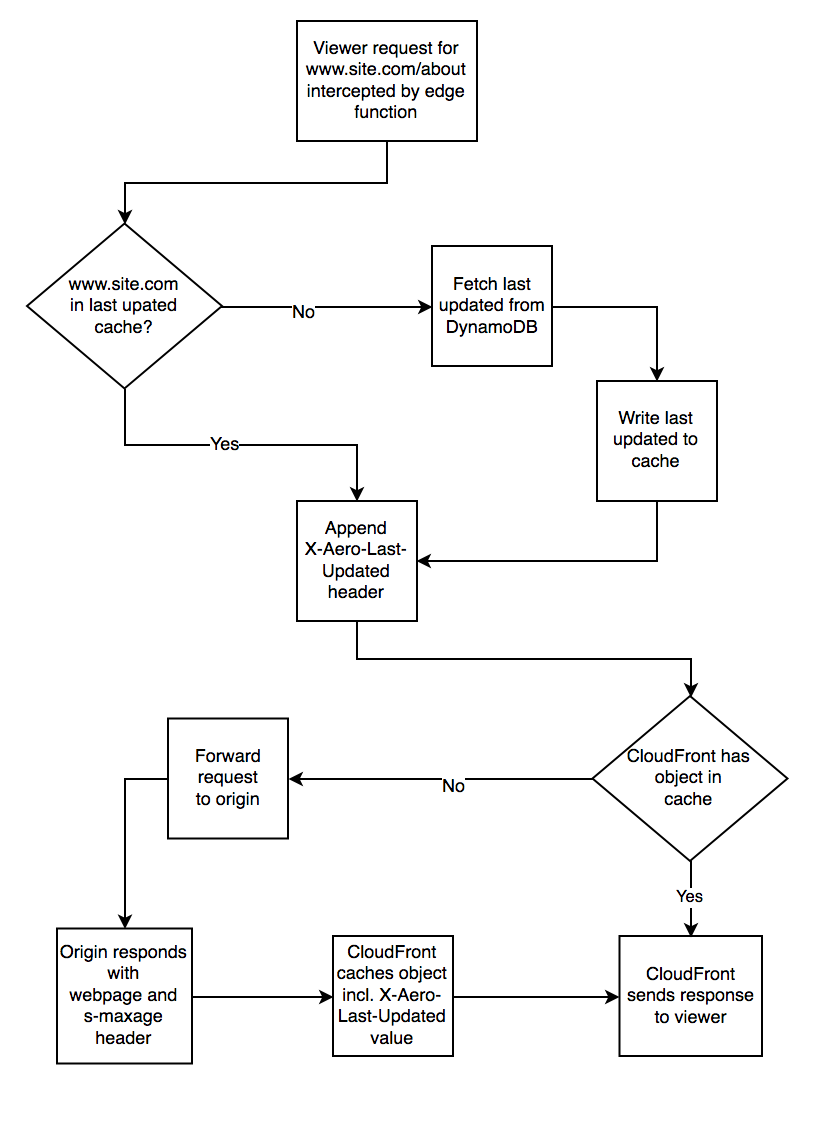 Viewer request for
www.site.com/about
intercepted by edge
function
www.site.com
in last upated
cache?
No
Fetch last
updated from
DynamoDB
Write last
updated to
cache
Yes
Append
X-Aero-Last-
Updated
header
CloudFront has
object in
cache
No
Forward
request
to origin
Yes
Origin responds
with
webpage and
s-maxage
header
CloudFront
caches object
incl. X-Aero-
Last-Updated
value
CloudFront
sends response
to viewer